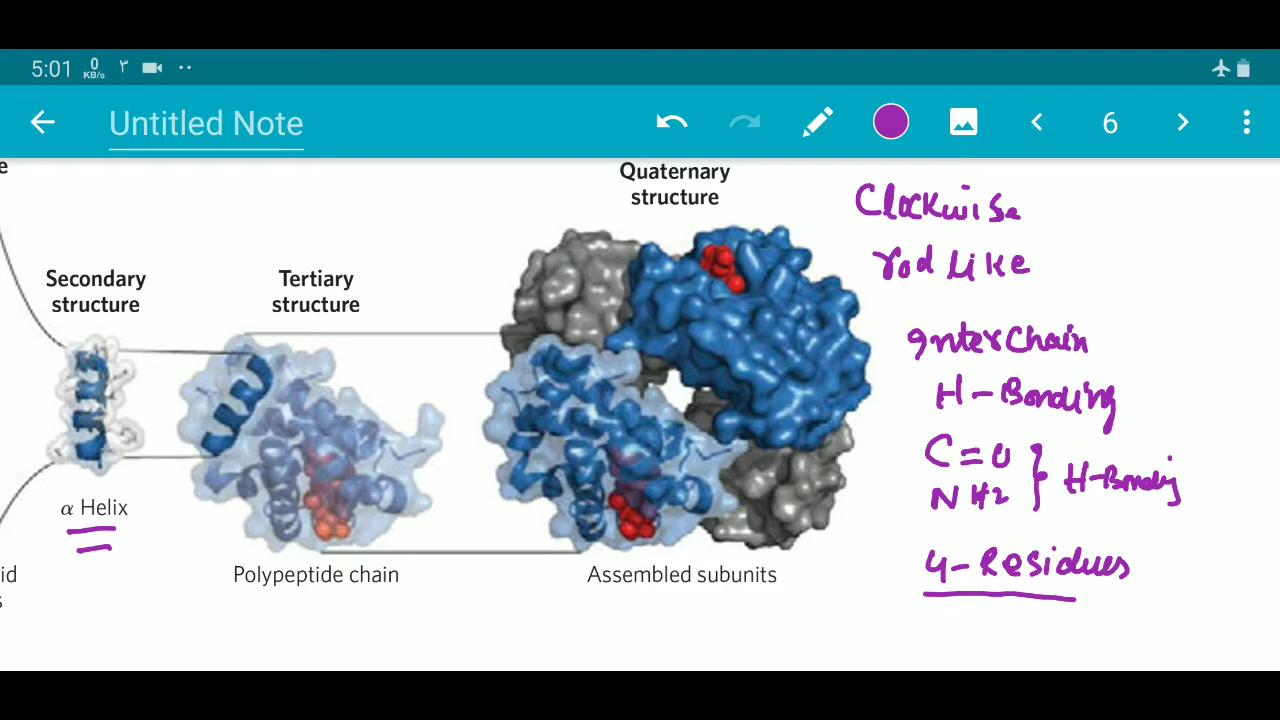 5:01 0 KB/s ٣
Untitled Note
6
e
Quaternary
structure
Secondary
structure
Tertiary
structure
α Helix
id
s
Polypeptide chain
Assembled subunits
Clockwise
rod like
InterChain
H-Bonding
C=O
NH2 } H-Bonding
4-Residues